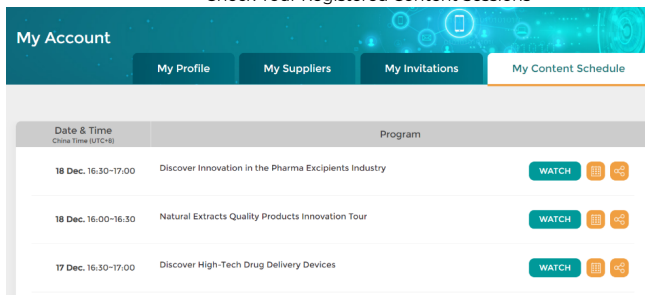 Check Your Registered Content Sessions
My Account
My Profile My Suppliers My Invitations My Content Schedule
Date & Time Program
China Time (UTC+8)
18 Dec. 16:30~17:00 Discover Innovation in the Pharma Excipients Industry WATCH
18 Dec. 16:00~16:30 Natural Extracts Quality Products Innovation Tour WATCH
17 Dec. 16:30~17:00 Discover High-Tech Drug Delivery Devices WATCH